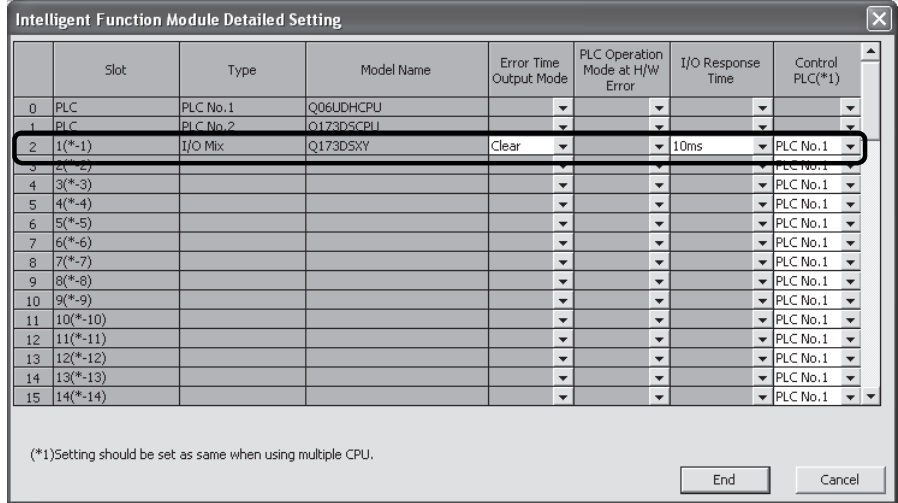 Intelligent Function Module Detailed Setting
Slot Type Model Name Error Time Output Mode PLC Operation Mode at H/W Error I/O Response Time Control PLC(*1)
0 PLC PLC No.1 Q06UDHCPU
1 PLC PLC No.2 Q173DSCPU
2 1(*-1) I/O Mix Q173DSXY Clear 10ms PLC No.1
3 2(*-2) PLC No.1
4 3(*-3) PLC No.1
5 4(*-4) PLC No.1
6 5(*-5) PLC No.1
7 6(*-6) PLC No.1
8 7(*-7) PLC No.1
9 8(*-8) PLC No.1
10 9(*-9) PLC No.1
11 10(*-10) PLC No.1
12 11(*-11) PLC No.1
13 12(*-12) PLC No.1
14 13(*-13) PLC No.1
15 14(*-14) PLC No.1
(*1)Setting should be set as same when using multiple CPU.
End Cancel